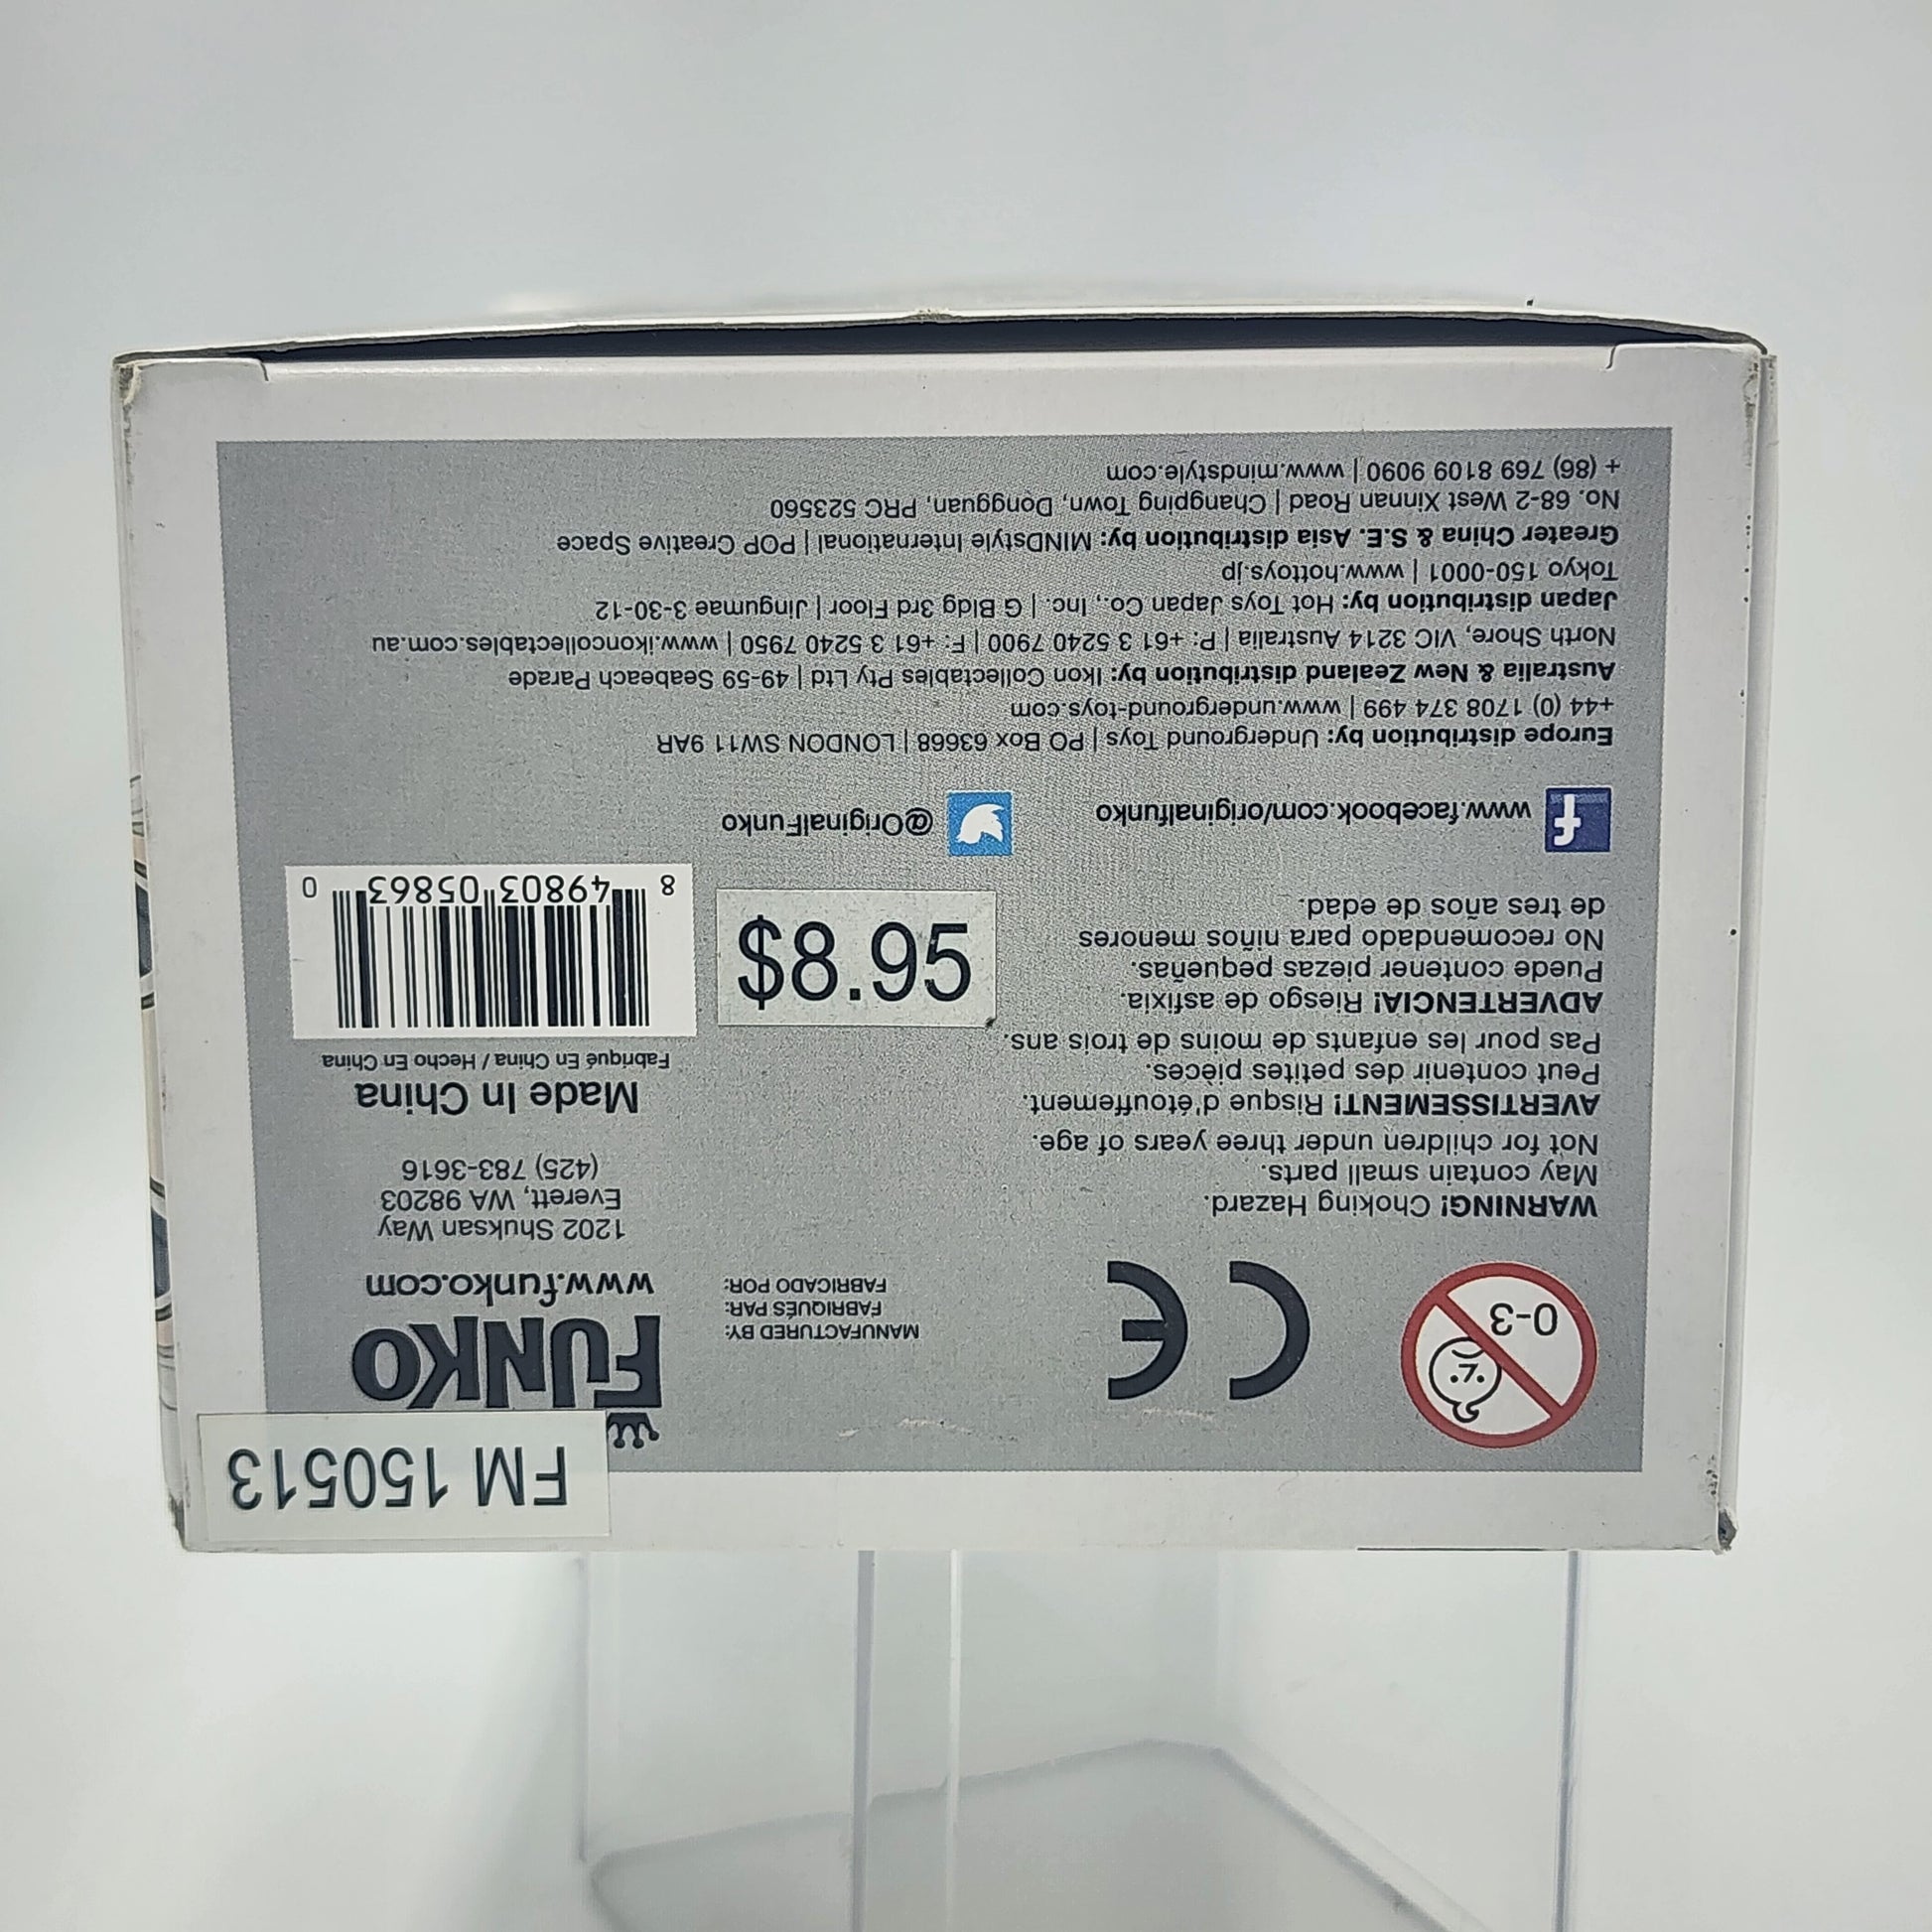 FM 150513
0-3
CE
MANUFACTURED BY:
FABRIQUÉS PAR:
FABRICADO POR:
FUNKO
www.funko.com
1202 Shuksan Way
Everett, WA 98203
(425) 783-3616
WARNING! Choking Hazard.
May contain small parts.
Not for children under three years of age.
AVERTISSEMENT! Risque d'étouffement.
Peut contenir des petites pièces.
Pas pour les enfants de moins de trois ans.
ADVERTENCIA! Riesgo de asfixia.
Puede contener piezas pequeñas.
No recomendado para niños menores
de tres años de edad.
Made In China
Fabriqué En China / Hecho En China
$8.95
8 49803 05863 0
www.facebook.com/originalfunko
@OriginalFunko
Europe distribution by: Underground Toys | PO Box 63668 | LONDON SW11 9AR
+44 (0) 1708 374 499 | www.underground-toys.com
Australia & New Zealand distribution by: Ikon Collectables Pty Ltd | 49-59 Seabeach Parade
North Shore, VIC 3214 Australia | P: +61 3 5240 7900 | F: +61 3 5240 7950 | www.ikoncollectables.com.au
Japan distribution by: Hot Toys Japan Co., Inc. | G Bldg 3rd Floor | Jingumae 3-30-12
Tokyo 150-0001 | www.hottoys.jp
Greater China & S.E. Asia distribution by: MINDstyle International | POP Creative Space
No. 68-2 West Xinnan Road | Changping Town, Dongguan, PRC 523560
+ (86) 769 8109 9090 | www.mindstyle.com